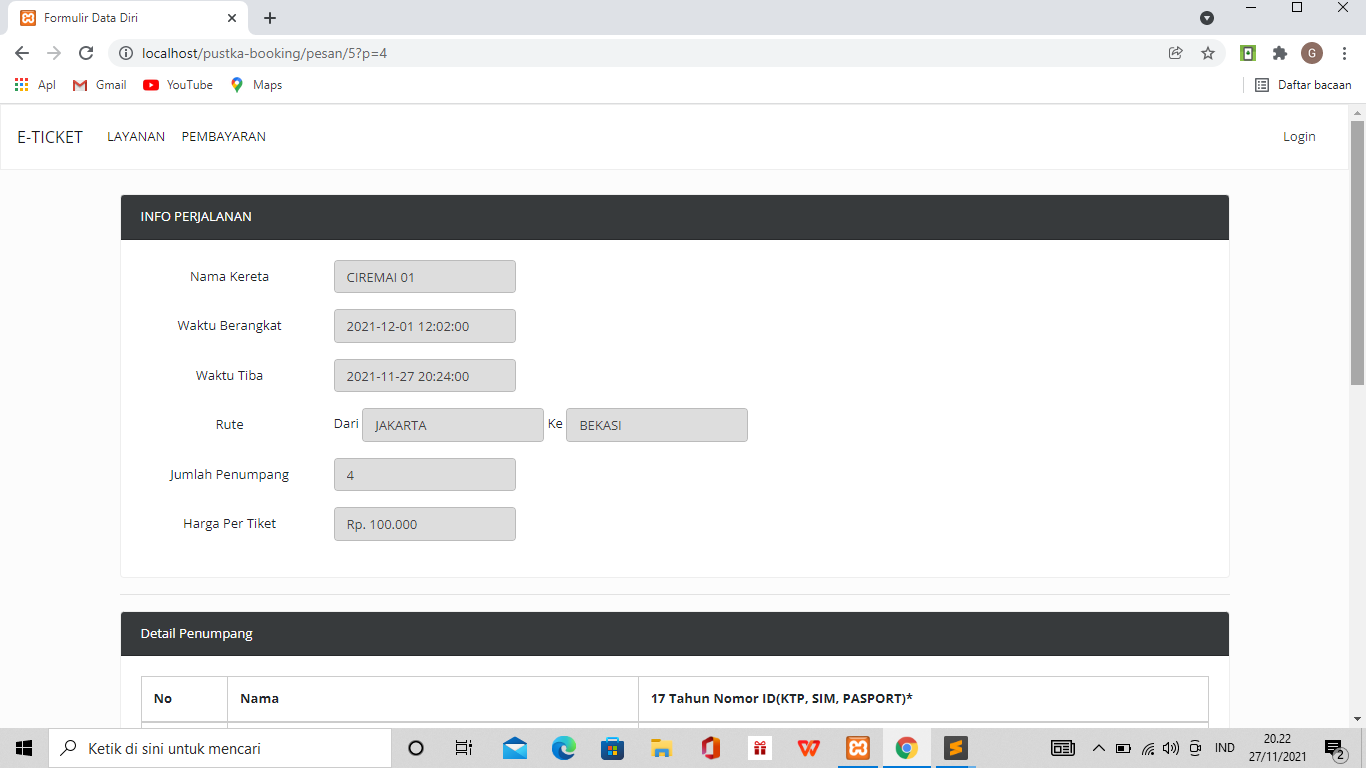 Formulir Data Diri
localhost/pustka-booking/pesan/5?p=4
G
Apl Gmail YouTube Maps Daftar bacaan
E-TICKET LAYANAN PEMBAYARAN Login
INFO PERJALANAN
Nama Kereta CIREMAI 01
Waktu Berangkat 2021-12-01 12:02:00
Waktu Tiba 2021-11-27 20:24:00
Rute Dari JAKARTA Ke BEKASI
Jumlah Penumpang 4
Harga Per Tiket Rp. 100.000
Detail Penumpang
No Nama 17 Tahun Nomor ID(KTP, SIM, PASPORT)*
Ketik di sini untuk mencari
IND
20.22
27/11/2021
2